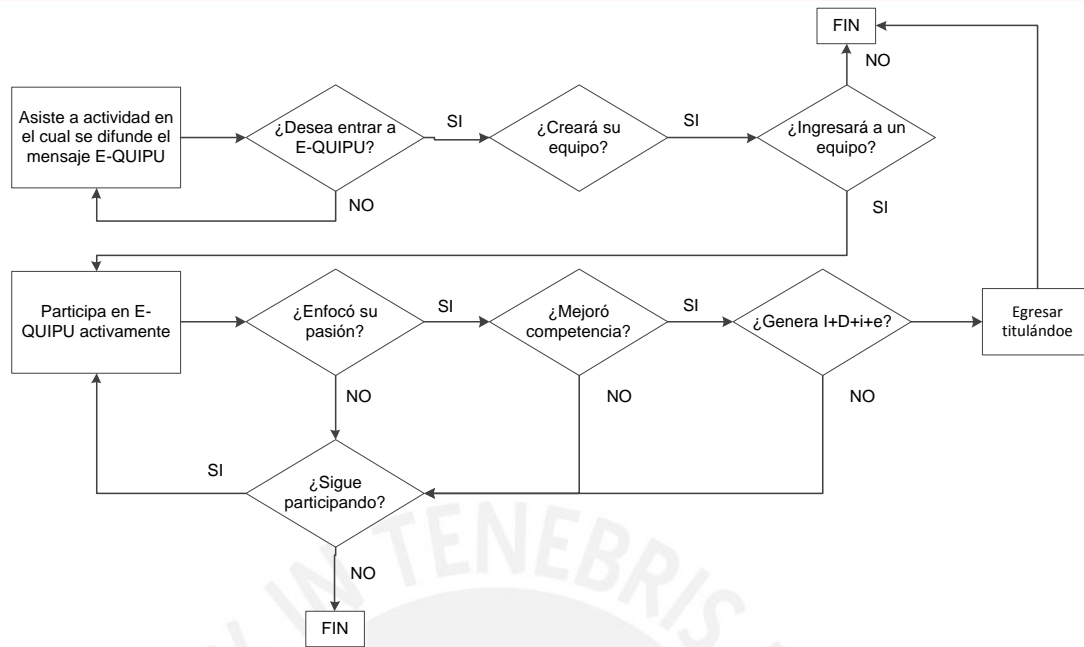 FIN
NO
Asiste a actividad en
el cual se difunde el
mensaje E-QUIPU
¿Desea entrar a
E-QUIPU?
SI
¿Creará su
equipo?
SI
¿Ingresará a un
equipo?
NO
SI
Participa en E-
QUIPU activamente
¿Enfocó su
pasión?
SI
¿Mejoró
competencia?
SI
¿Genera I+D+i+e?
Egresar
titulándoe
NO
NO
NO
SI
¿Sigue
participando?
NO
FIN
IN TENEBRIS